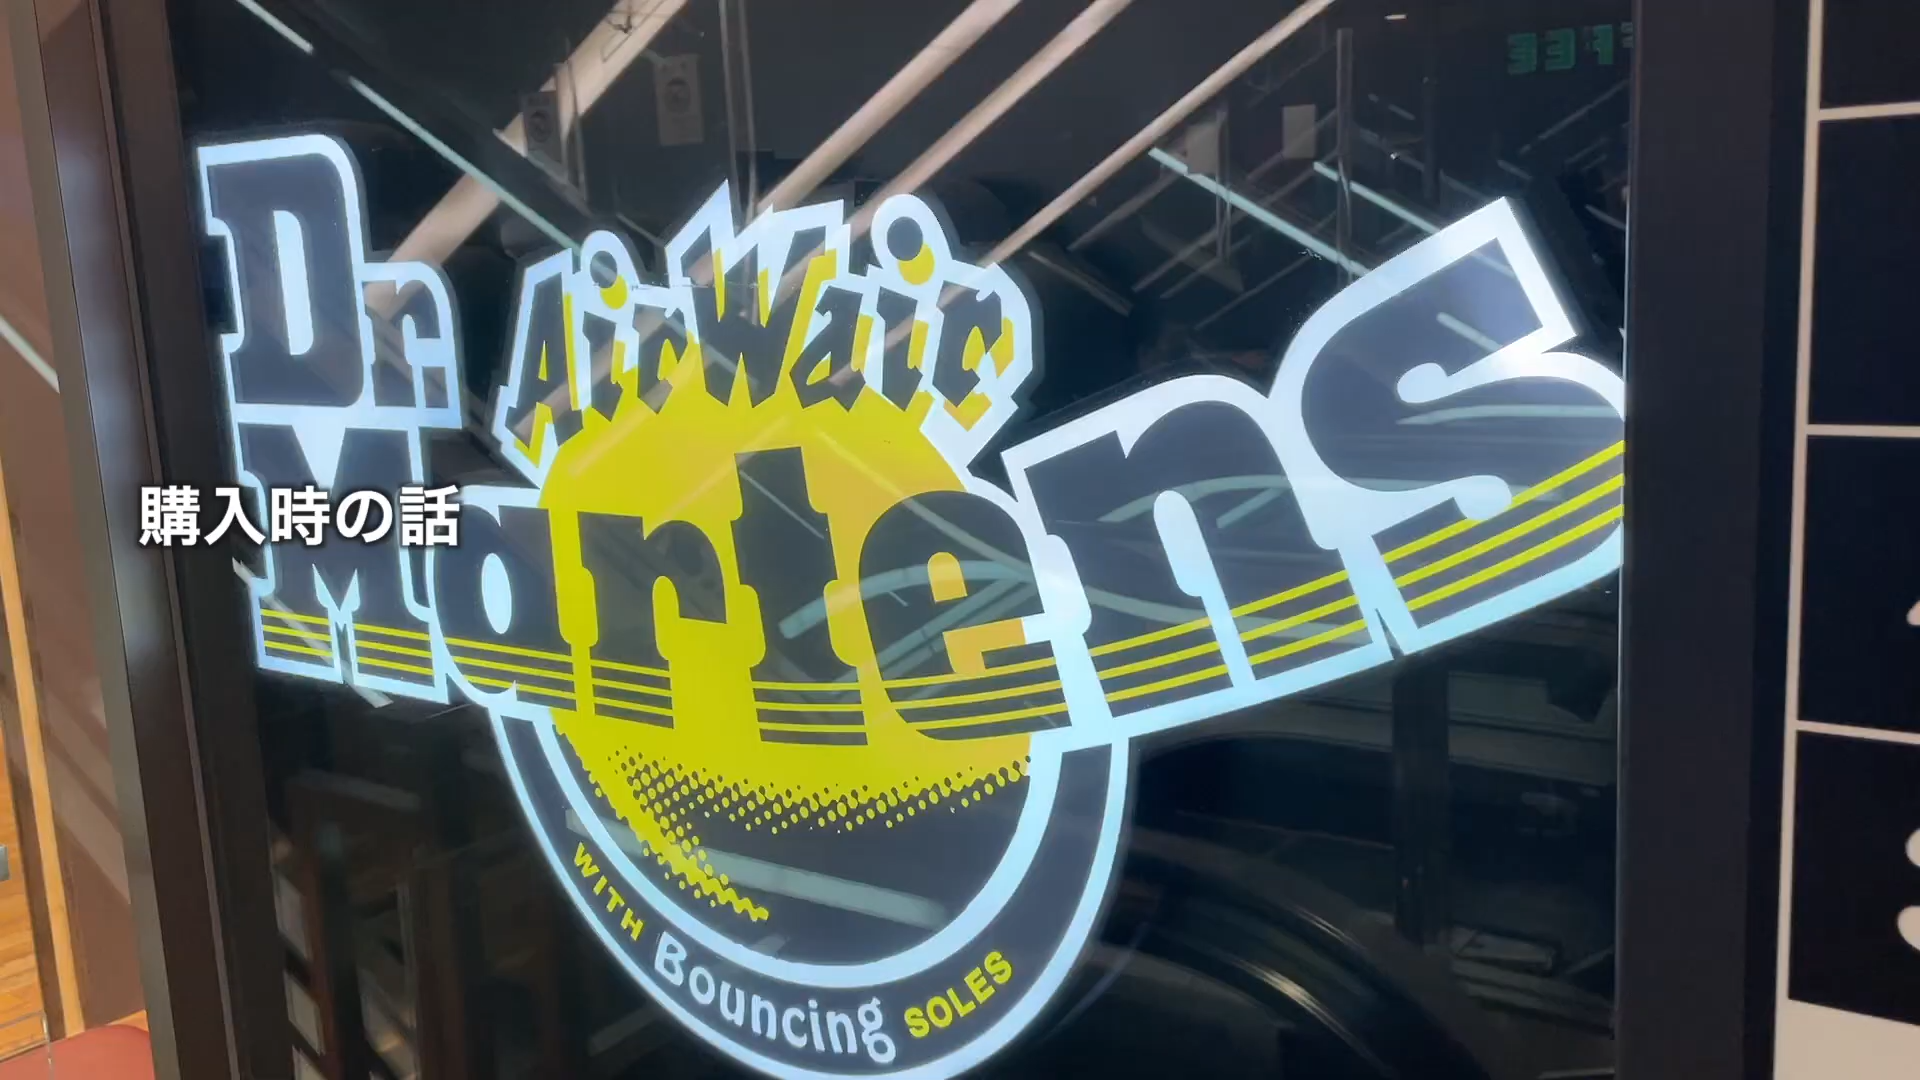 Dr.
AirWair
Martens
購入時の話
WITH Bouncing SOLES